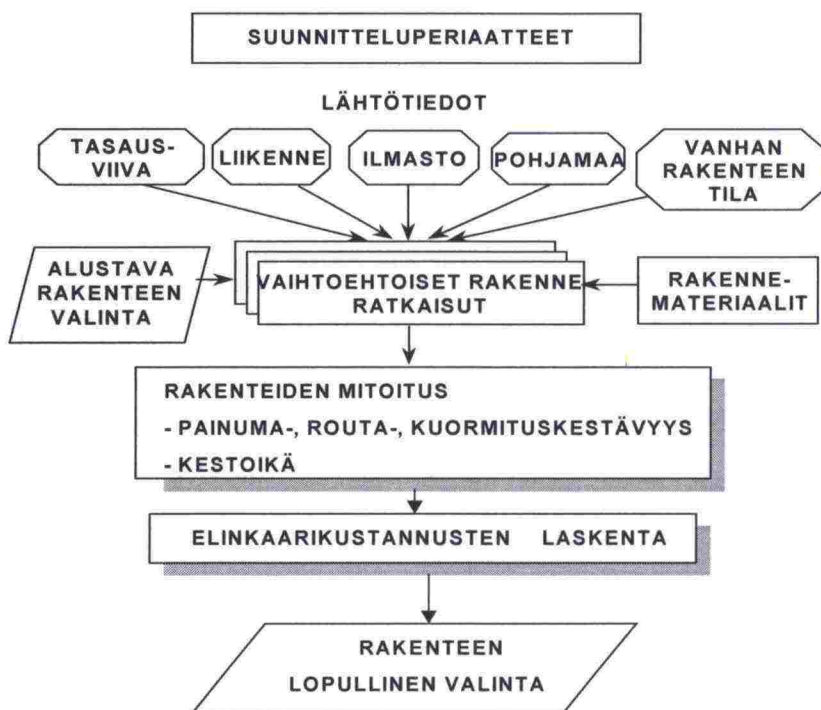 SUUNNITTELUPERIAATTEET
LÄHTÖTIEDOT
TASAUS-
VIIVA
LIIKENNE
ILMASTO
POHJAMAA
VANHAN
RAKENTEEN
TILA
ALUSTAVA
RAKENTEEN
VALINTA
VAIHTOEHTOISET RAKENNE
RATKAISUT
RAKENNE-
MATERIAALIT
RAKENTEIDEN MITOITUS
- PAINUMA-, ROUTA-, KUORMITUSKESTÄVYYS
- KESTOIKÄ
ELINKAARIKUSTANNUSTEN LASKENTA
RAKENTEEN
LOPULLINEN VALINTA